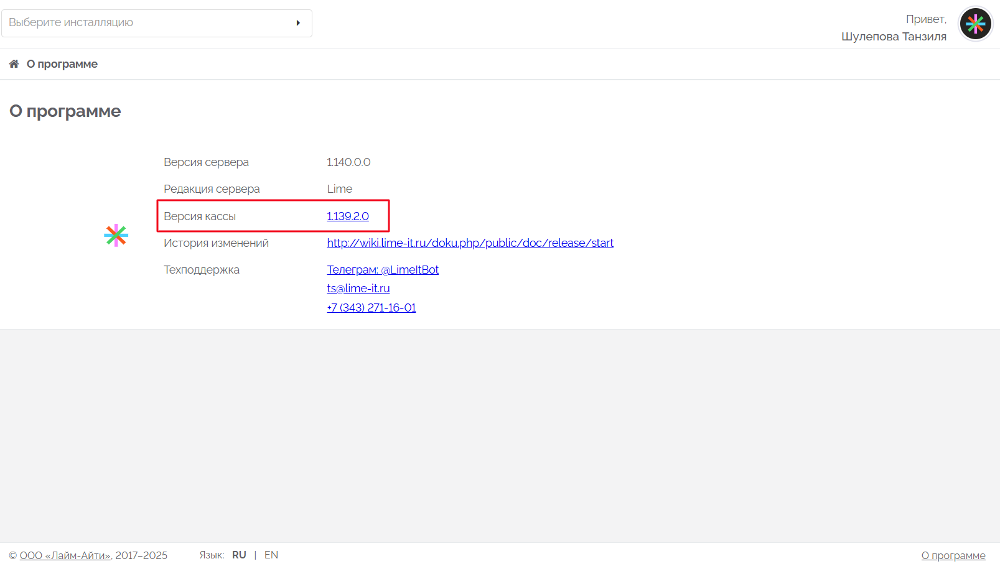 Выберите инсталляцию
Привет,
Шулепова Танзиля
О программе
О программе
Версия сервера 1.140.0.0
Редакция сервера Lime
Версия кассы 1.139.2.0
История изменений http://wiki.lime-it.ru/doku.php/public/doc/release/start
Техподдержка Телеграм: @LimeItBot
ts@lime-it.ru
+7 (343) 271-16-01
© ООО «Лайм-Айти», 2017–2025 Язык: RU | EN О программе